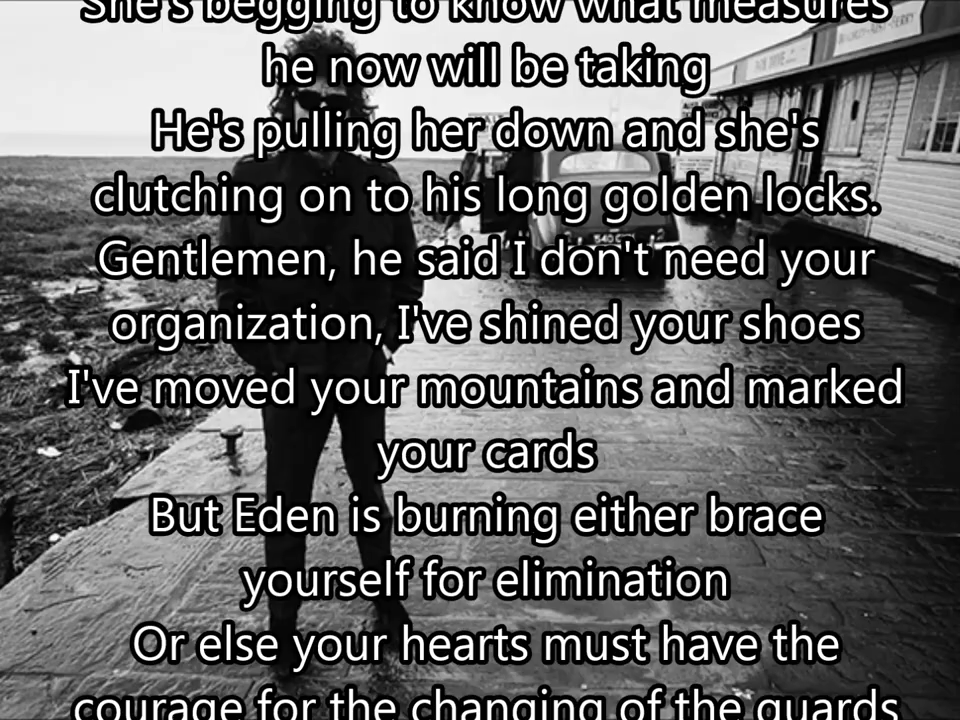 She's begging to know what measures
he now will be taking
He's pulling her down and she's
clutching on to his long golden locks.
Gentlemen, he said I don't need your
organization, I've shined your shoes
I've moved your mountains and marked
your cards
But Eden is burning either brace
yourself for elimination
Or else your hearts must have the
courage for the changing of the guards